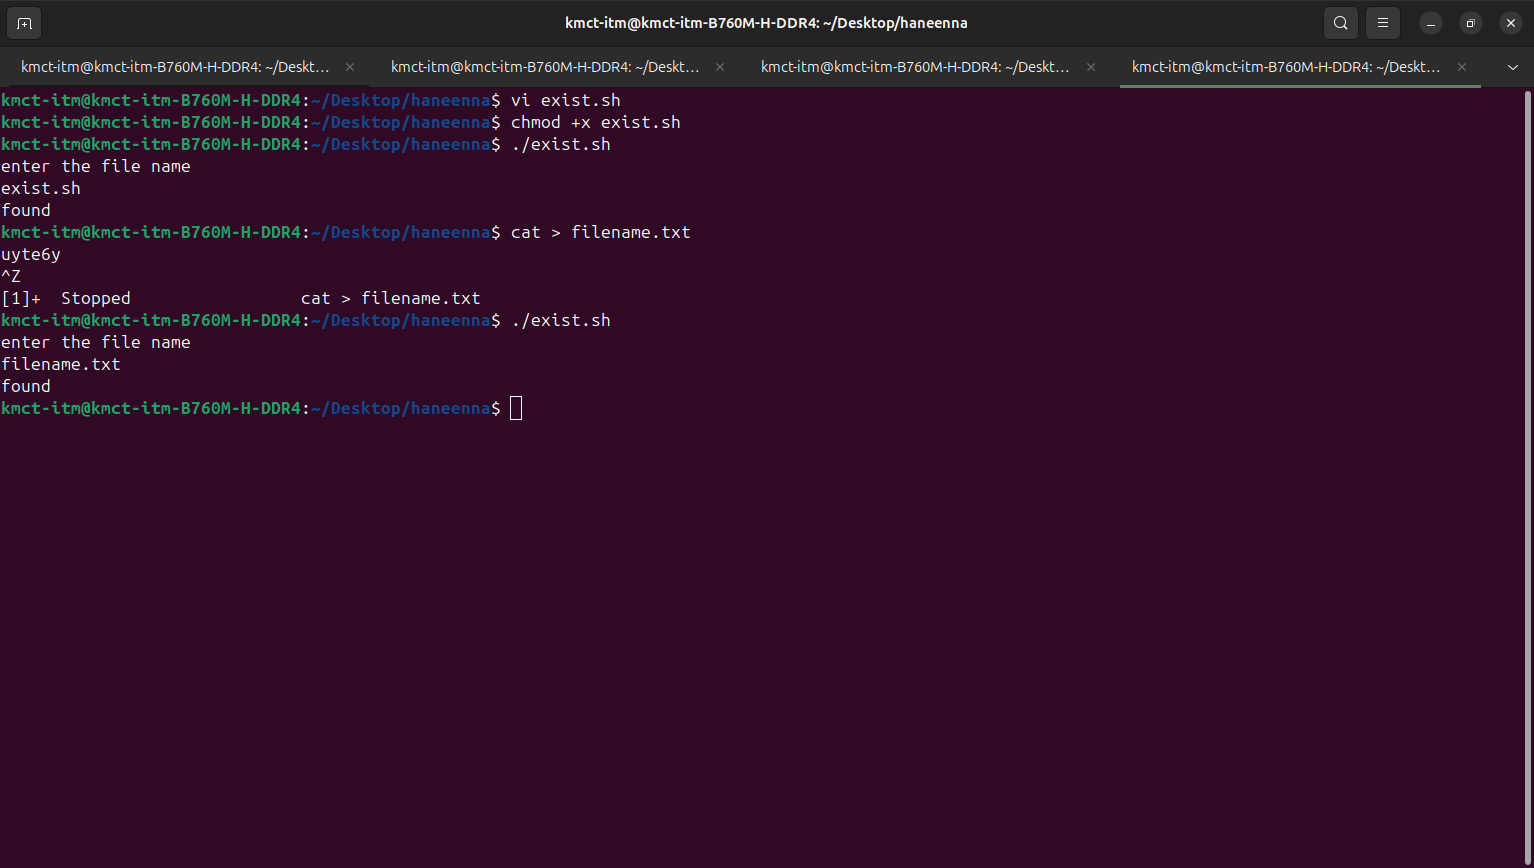 kmct-itm@kmct-itm-B760M-H-DDR4: ~/Desktop/haneenna
kmct-itm@kmct-itm-B760M-H-DDR4: ~/Deskt...
kmct-itm@kmct-itm-B760M-H-DDR4: ~/Deskt...
kmct-itm@kmct-itm-B760M-H-DDR4: ~/Deskt...
kmct-itm@kmct-itm-B760M-H-DDR4: ~/Deskt...
kmct-itm@kmct-itm-B760M-H-DDR4:~/Desktop/haneenna$ vi exist.sh
kmct-itm@kmct-itm-B760M-H-DDR4:~/Desktop/haneenna$ chmod +x exist.sh
kmct-itm@kmct-itm-B760M-H-DDR4:~/Desktop/haneenna$ ./exist.sh
enter the file name
exist.sh
found
kmct-itm@kmct-itm-B760M-H-DDR4:~/Desktop/haneenna$ cat > filename.txt
uyte6y
^Z
[1]+  Stopped                 cat > filename.txt
kmct-itm@kmct-itm-B760M-H-DDR4:~/Desktop/haneenna$ ./exist.sh
enter the file name
filename.txt
found
kmct-itm@kmct-itm-B760M-H-DDR4:~/Desktop/haneenna$